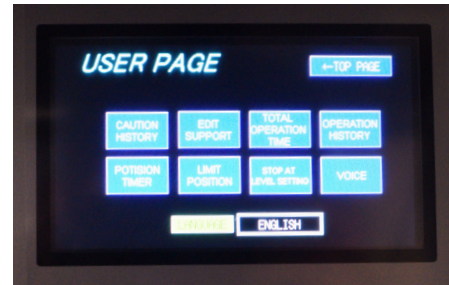 USER PAGE
←TOP PAGE
CAUTION
HISTORY
EDIT
SUPPORT
TOTAL
OPERATION
TIME
OPERATION
HISTORY
POTISION
TIMER
LIMIT
POSITION
STOP AT
LEVEL SETTING
VOICE
LANGUAGE
ENGLISH